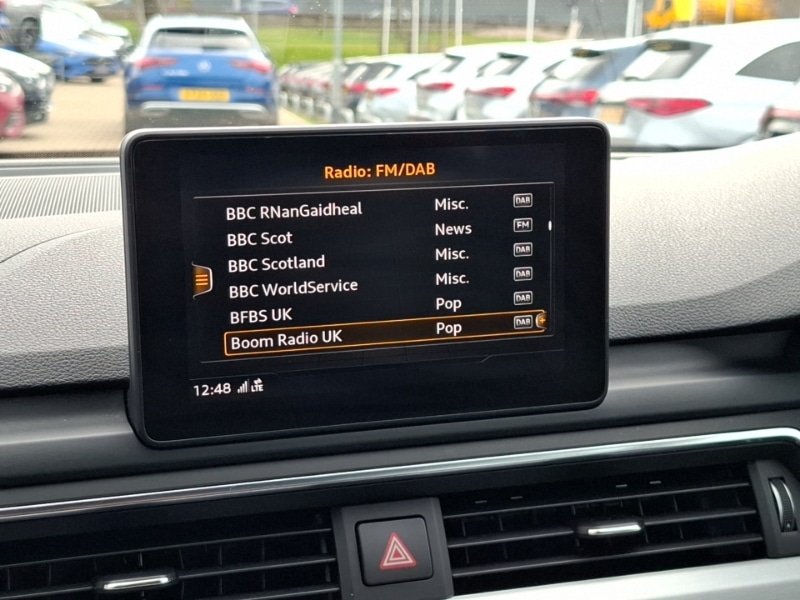 Radio: FM/DAB
BBC RNanGaidheal Misc. DAB
BBC Scot News FM
BBC Scotland Misc. DAB
BBC WorldService Misc. DAB
BFBS UK Pop DAB
Boom Radio UK Pop DAB
12:48 LTE